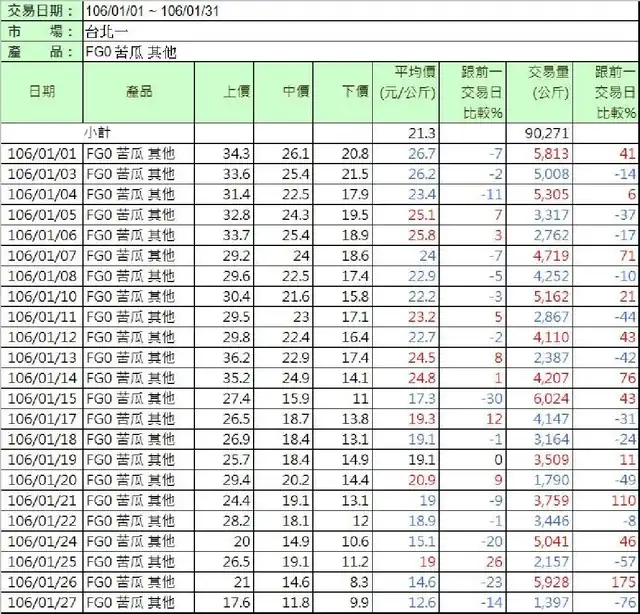 交易日期： 106/01/01 ~ 106/01/31
市 場： 台北一
產 品： FG0 苦瓜 其他
日期 產品 上價 中價 下價 平均價(元/公斤) 跟前一交易日比較% 交易量(公斤) 跟前一交易日比較%
小計 21.3 90,271
106/01/01 FG0 苦瓜 其他 34.3 26.1 20.8 26.7 -7 5,813 41
106/01/03 FG0 苦瓜 其他 33.6 25.4 21.5 26.2 -2 5,008 -14
106/01/04 FG0 苦瓜 其他 31.4 22.5 17.9 23.4 -11 5,305 6
106/01/05 FG0 苦瓜 其他 32.8 24.3 19.5 25.1 7 3,317 -37
106/01/06 FG0 苦瓜 其他 33.7 25.4 18.9 25.8 3 2,762 -17
106/01/07 FG0 苦瓜 其他 29.2 24 18.6 24 -7 4,719 71
106/01/08 FG0 苦瓜 其他 29.6 22.5 17.4 22.9 -5 4,252 -10
106/01/10 FG0 苦瓜 其他 30.4 21.6 15.8 22.2 -3 5,162 21
106/01/11 FG0 苦瓜 其他 29.5 23 17.1 23.2 5 2,867 -44
106/01/12 FG0 苦瓜 其他 29.8 22.4 16.4 22.7 -2 4,110 43
106/01/13 FG0 苦瓜 其他 36.2 22.9 17.4 24.5 8 2,387 -42
106/01/14 FG0 苦瓜 其他 35.2 24.9 14.1 24.8 1 4,207 76
106/01/15 FG0 苦瓜 其他 27.4 15.9 11 17.3 -30 6,024 43
106/01/17 FG0 苦瓜 其他 26.5 18.7 13.8 19.3 12 4,147 -31
106/01/18 FG0 苦瓜 其他 26.9 18.4 13.1 19.1 -1 3,164 -24
106/01/19 FG0 苦瓜 其他 25.7 18.4 14.9 19.1 0 3,509 11
106/01/20 FG0 苦瓜 其他 29.4 20.2 14.4 20.9 9 1,790 -49
106/01/21 FG0 苦瓜 其他 24.4 19.1 13.1 19 -9 3,759 110
106/01/22 FG0 苦瓜 其他 28.2 18.1 12 18.9 -1 3,446 -8
106/01/24 FG0 苦瓜 其他 20 14.9 10.6 15.1 -20 5,041 46
106/01/25 FG0 苦瓜 其他 26.5 19.1 11.2 19 26 2,157 -57
106/01/26 FG0 苦瓜 其他 21 14.6 8.3 14.6 -23 5,928 175
106/01/27 FG0 苦瓜 其他 17.6 11.8 9.9 12.6 -14 1,397 -76